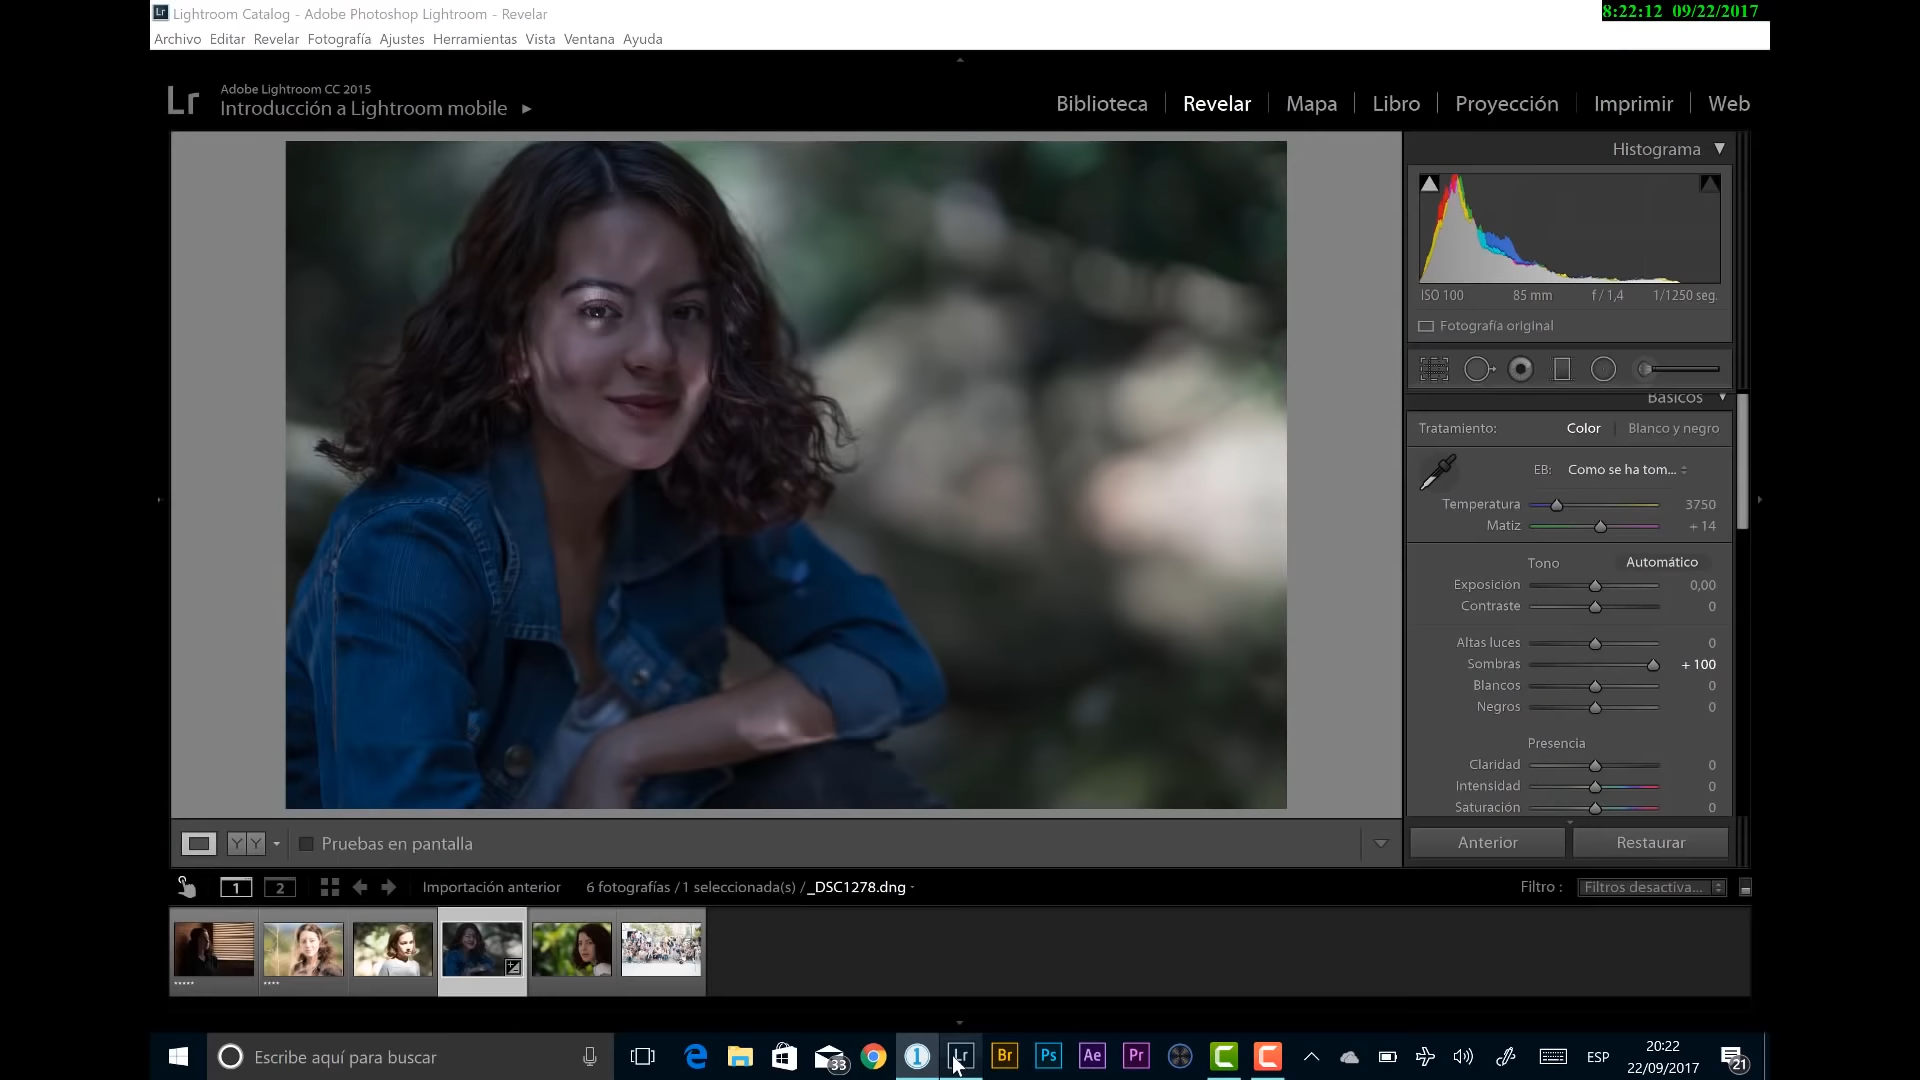 Lightroom Catalog - Adobe Photoshop Lightroom - Revelar
8:22:12 09/22/2017
Archivo Editar Revelar Fotografía Ajustes Herramientas Vista Ventana Ayuda
Lr
Adobe Lightroom CC 2015
Introducción a Lightroom mobile
Biblioteca Revelar Mapa Libro Proyección Imprimir Web
Histograma
ISO 100 85 mm f / 1,4 1/1250 seg.
Fotografía original
Básicos
Tratamiento: Color Blanco y negro
EB: Como se ha tom...
Temperatura 3750
Matiz + 14
Tono Automático
Exposición 0,00
Contraste 0
Altas luces 0
Sombras + 100
Blancos 0
Negros 0
Presencia
Claridad 0
Intensidad 0
Saturación 0
YY Pruebas en pantalla
Anterior Restaurar
1 2 Importación anterior 6 fotografías / 1 seleccionada(s) /_DSC1278.dng
Filtro : Filtros desactiva...
Escribe aquí para buscar
33
1 Lr Br Ps Ae Pr
ESP
20:22
22/09/2017
21